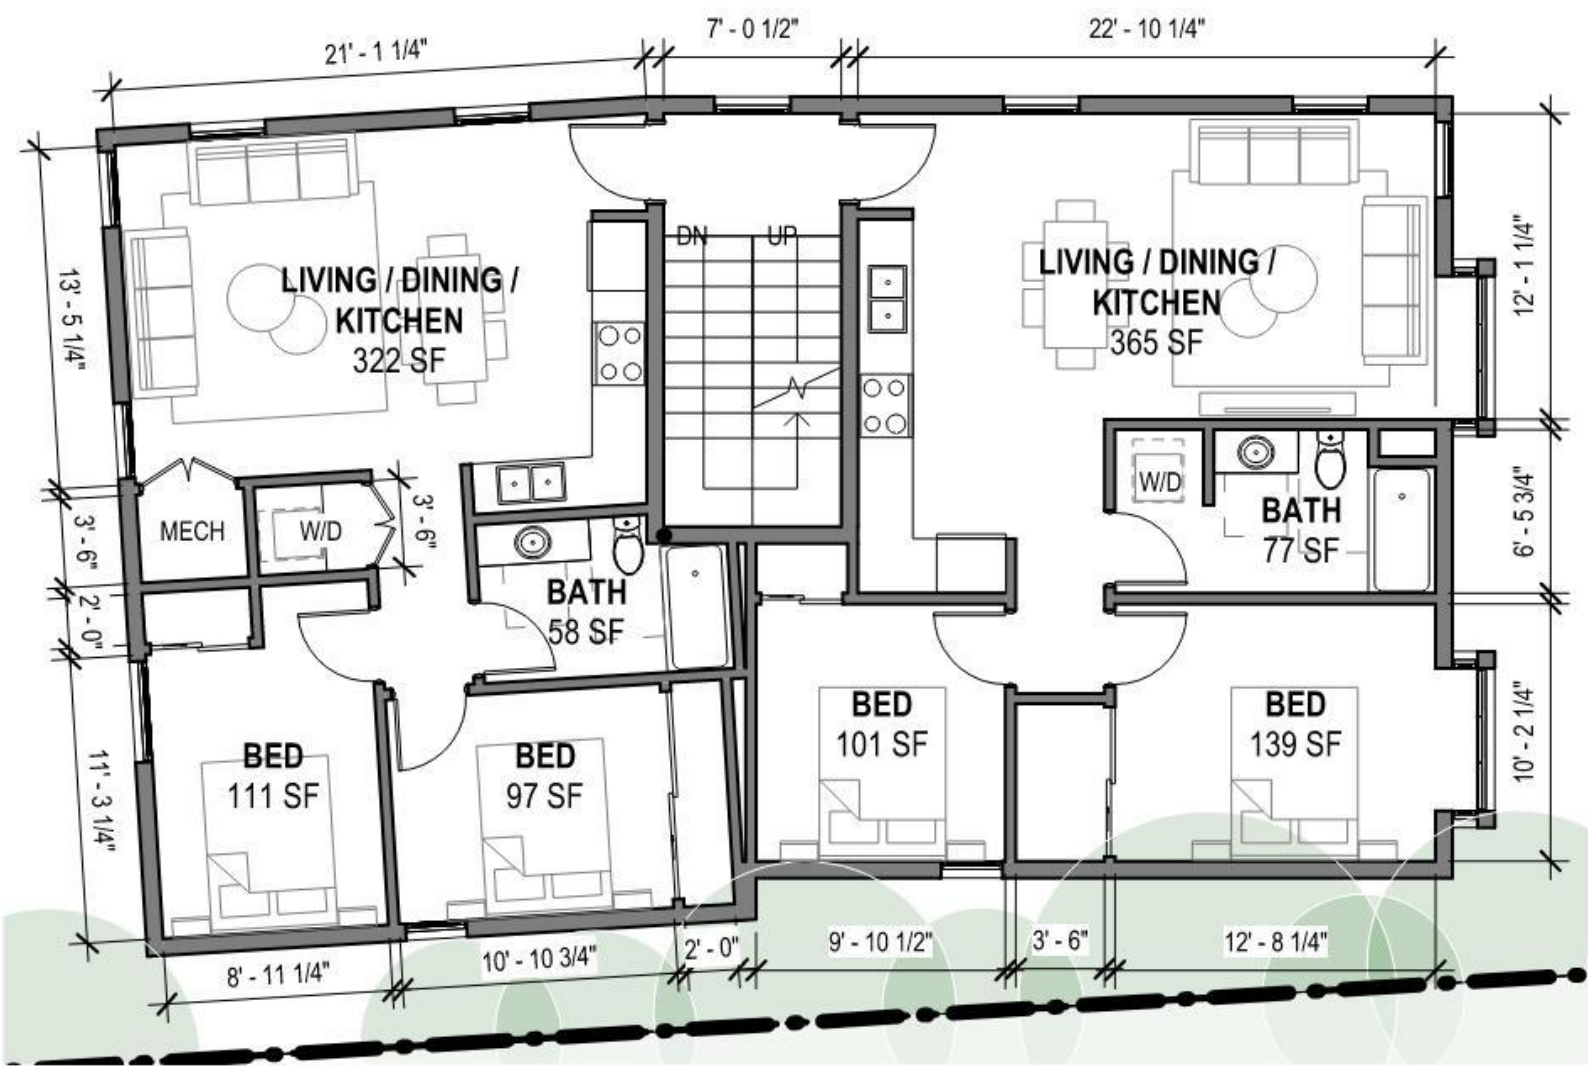 21' - 1 1/4"
7' - 0 1/2"
22' - 10 1/4"
13' - 5 1/4"
3' - 6"
2' - 0"
11' - 3 1/4"
LIVING / DINING /
KITCHEN
322 SF
DN
UP
LIVING / DINING /
KITCHEN
365 SF
12' - 1 1/4"
6' - 5 3/4"
10' - 2 1/4"
MECH
W/D
3' - 6"
W/D
BATH
77 SF
BATH
58 SF
BED
111 SF
BED
97 SF
BED
101 SF
BED
139 SF
8' - 11 1/4"
10' - 10 3/4"
2' - 0"
9' - 10 1/2"
3' - 6"
12' - 8 1/4"